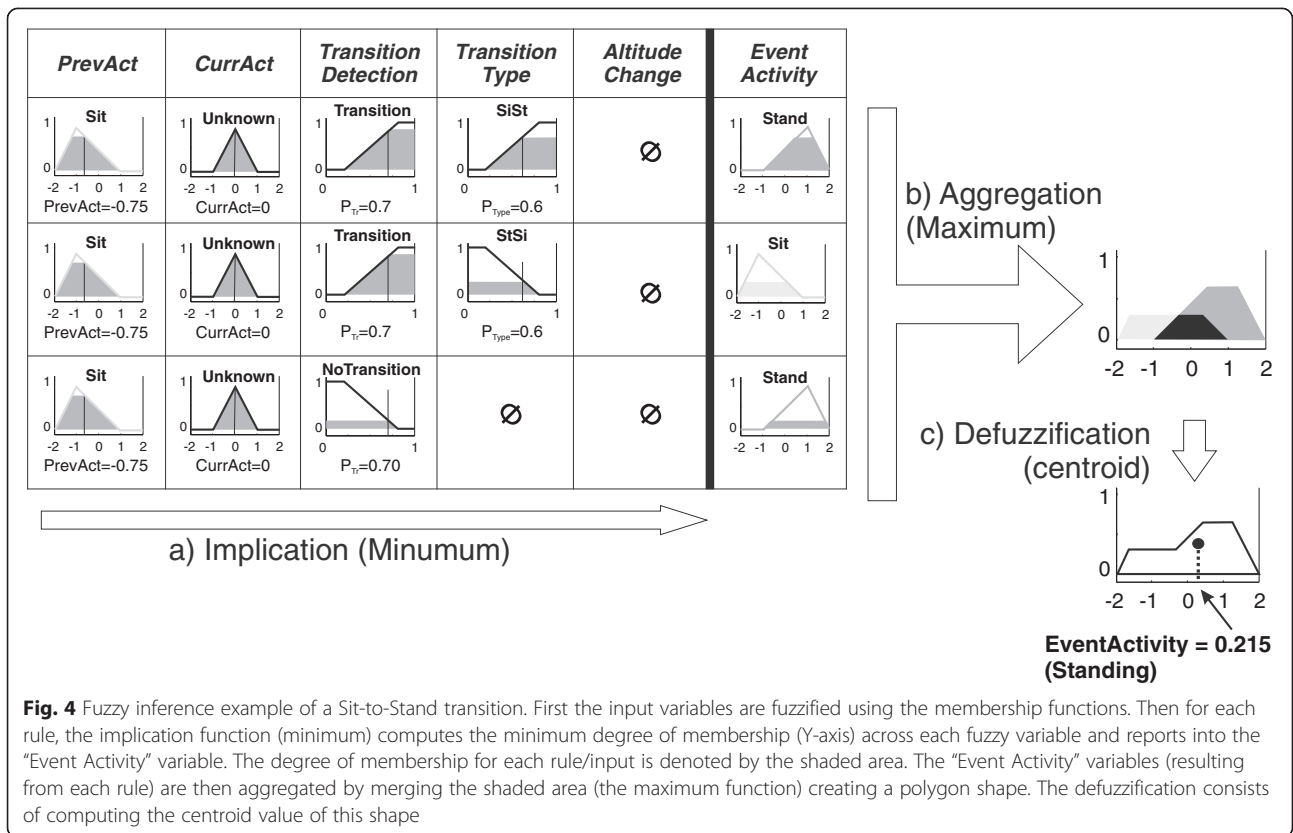 PrevAct CurrAct Transition Detection Transition Type Altitude Change Event Activity
Sit Unknown Transition SiSt Stand
1 1 1 1 1
0 0 0 0 ∅ 0
-2 -1 0 1 2 -2 -1 0 1 2 0 1 0 1 -2 -1 0 1 2
PrevAct=-0.75 CurrAct=0 PTr=0.7 PType=0.6
Sit Unknown Transition StSi Sit
1 1 1 1 1
0 0 0 0 ∅ 0
-2 -1 0 1 2 -2 -1 0 1 2 0 1 0 1 -2 -1 0 1 2
PrevAct=-0.75 CurrAct=0 PTr=0.7 PType=0.6
Sit Unknown NoTransition Stand
1 1 1 1
0 0 0 ∅ ∅ 0
-2 -1 0 1 2 -2 -1 0 1 2 0 1 -2 -1 0 1 2
PrevAct=-0.75 CurrAct=0 PTr=0.70
a) Implication (Minumum)
b) Aggregation
(Maximum)
1
0
-2 -1 0 1 2
c) Defuzzification
(centroid)
1
0
-2 -1 0 1 2
EventActivity = 0.215
(Standing)
Fig. 4 Fuzzy inference example of a Sit-to-Stand transition. First the input variables are fuzzified using the membership functions. Then for each
rule, the implication function (minimum) computes the minimum degree of membership (Y-axis) across each fuzzy variable and reports into the
“Event Activity” variable. The degree of membership for each rule/input is denoted by the shaded area. The “Event Activity” variables (resulting
from each rule) are then aggregated by merging the shaded area (the maximum function) creating a polygon shape. The defuzzification consists
of computing the centroid value of this shape